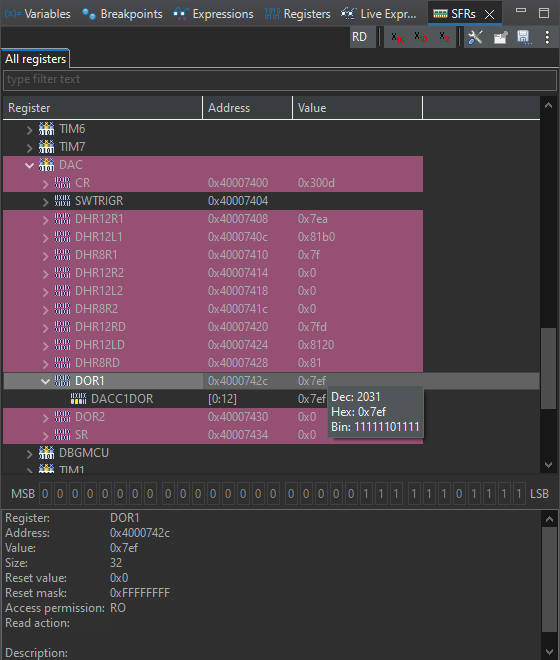 (x)= Variables Breakpoints Expressions Registers Live Expr... SFRs
RD X₁₆ X₁₀ X₂
All registers
type filter text
Register Address Value
TIM6
TIM7
DAC
CR 0x40007400 0x300d
SWTRIGR 0x40007404
DHR12R1 0x40007408 0x7ea
DHR12L1 0x4000740c 0x81b0
DHR8R1 0x40007410 0x7f
DHR12R2 0x40007414 0x0
DHR12L2 0x40007418 0x0
DHR8R2 0x4000741c 0x0
DHR12RD 0x40007420 0x7fd
DHR12LD 0x40007424 0x8120
DHR8RD 0x40007428 0x81
DOR1 0x4000742c 0x7ef
DACC1DOR [0:12] 0x7ef
Dec: 2031
Hex: 0x7ef
Bin: 11111101111
DOR2 0x40007430 0x0
SR 0x40007434 0x0
DBGMCU
TIM1
MSB 0 0 0 0 0 0 0 0 0 0 0 0 0 0 0 0 0 0 0 0 0 1 1 1 1 1 1 0 1 1 1 1 LSB
Register: DOR1
Address: 0x4000742c
Value: 0x7ef
Size: 32
Reset value: 0x0
Reset mask: 0xFFFFFFFF
Access permission: RO
Read action:
Description: